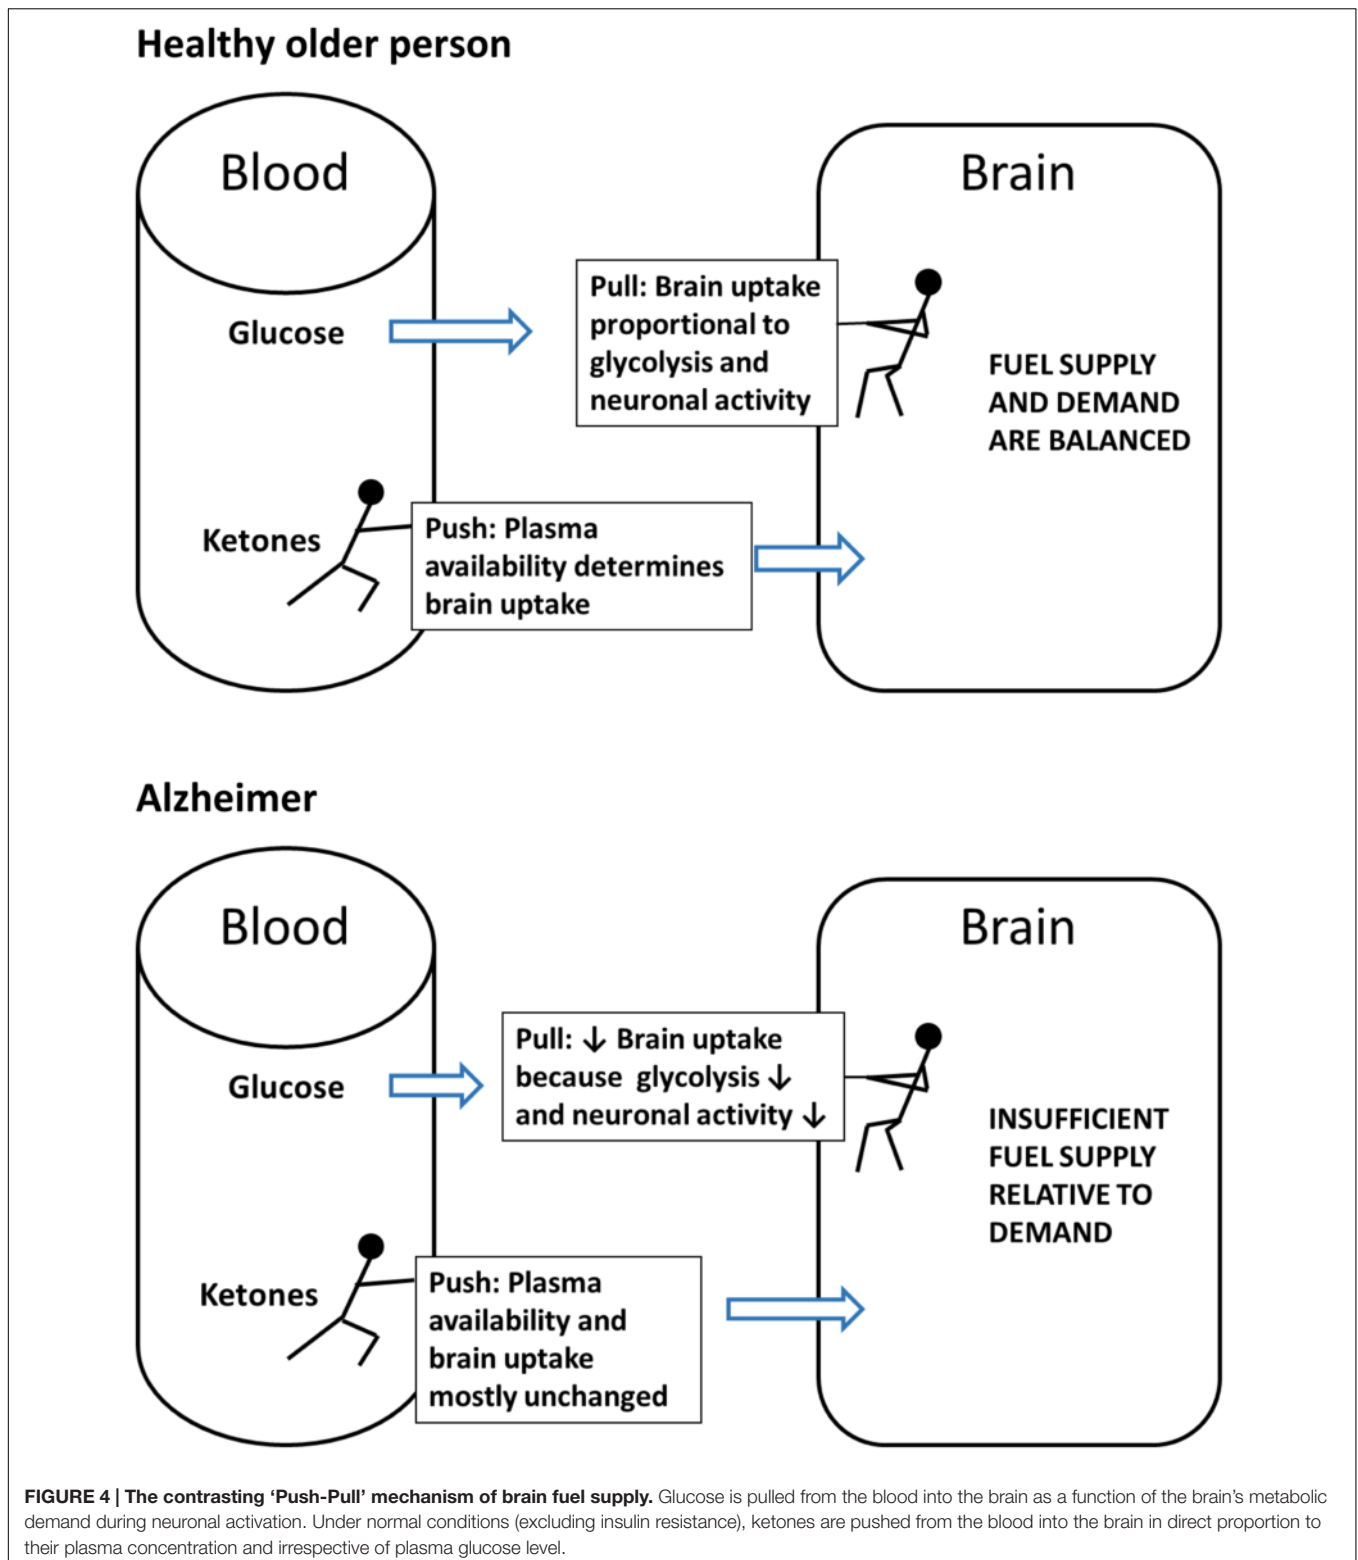 Healthy older person
Blood
Brain
Glucose
Pull: Brain uptake
proportional to
glycolysis and
neuronal activity
FUEL SUPPLY
AND DEMAND
ARE BALANCED
Ketones
Push: Plasma
availability determines
brain uptake
Alzheimer
Blood
Brain
Glucose
Pull: ↓ Brain uptake
because glycolysis ↓
and neuronal activity ↓
INSUFFICIENT
FUEL SUPPLY
RELATIVE TO
DEMAND
Ketones
Push: Plasma
availability and
brain uptake
mostly unchanged
FIGURE 4 | The contrasting ‘Push-Pull’ mechanism of brain fuel supply. Glucose is pulled from the blood into the brain as a function of the brain’s metabolic
demand during neuronal activation. Under normal conditions (excluding insulin resistance), ketones are pushed from the blood into the brain in direct proportion to
their plasma concentration and irrespective of plasma glucose level.